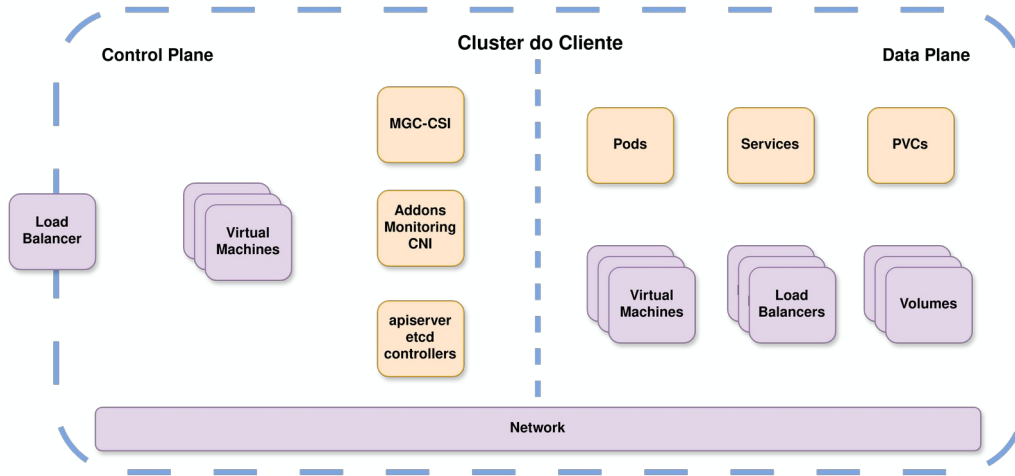 Cluster do Cliente
Control Plane
Data Plane
MGC-CSI
Pods
Services
PVCs
Load
Balancer
Virtual
Machines
Addons
Monitoring
CNI
Virtual
Machines
Load
Balancers
Volumes
apiserver
etcd
controllers
Network